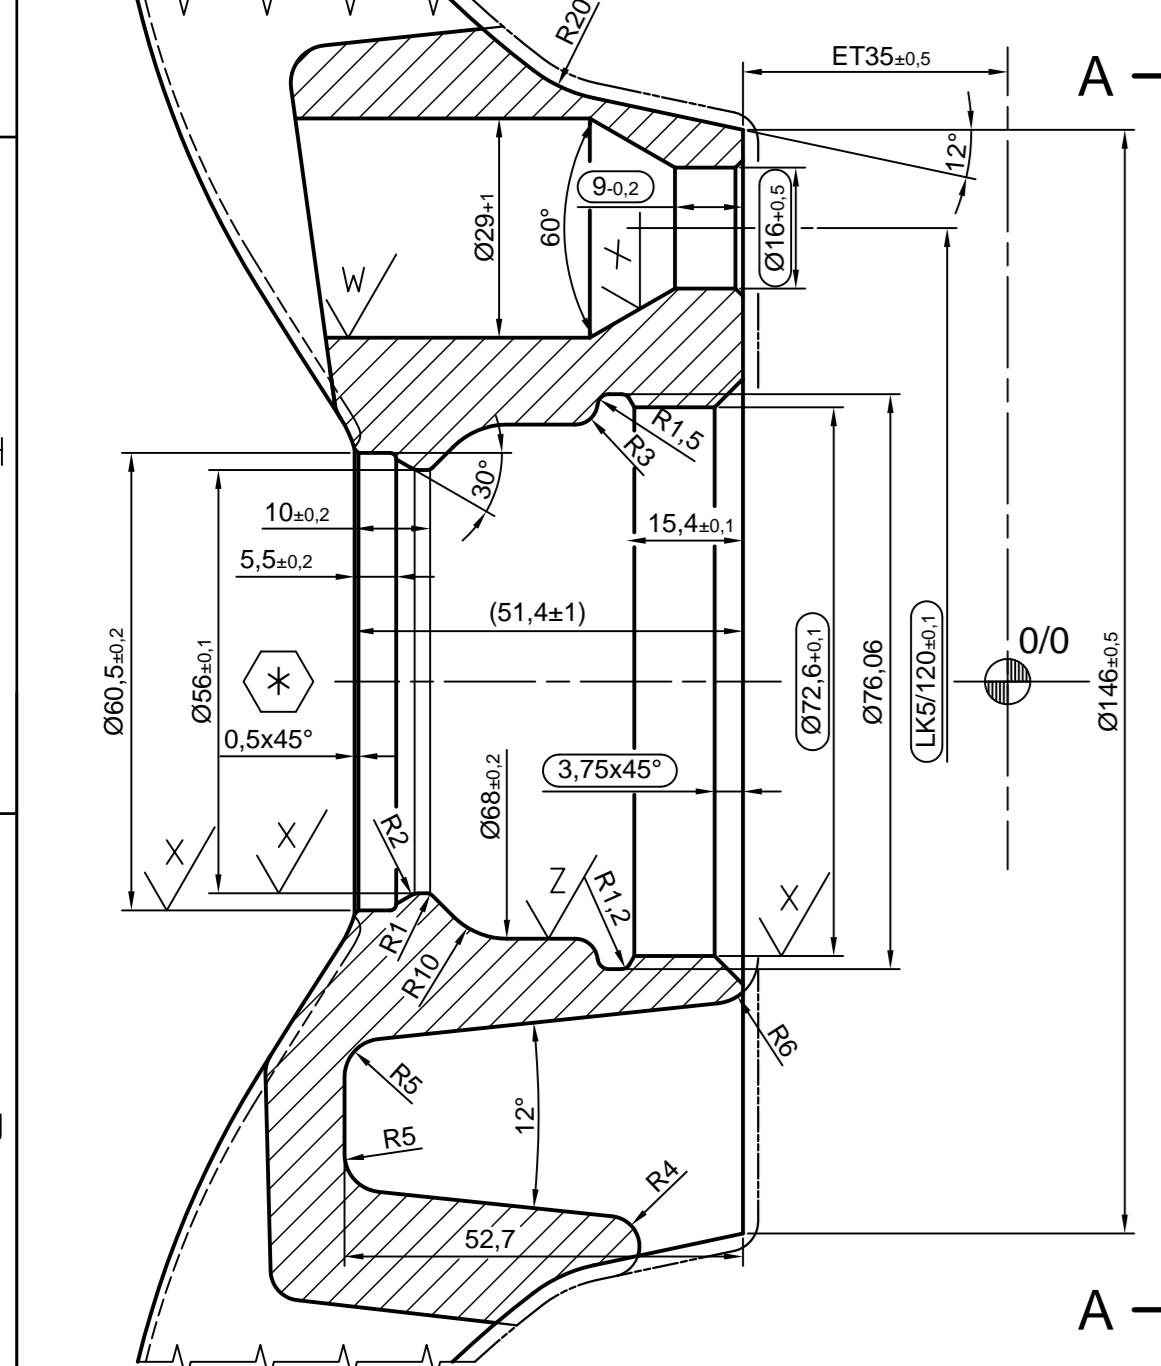 R20
ET35±0,5
A
12°
9-0,2
Ø16+0,5
Ø29+1
60°
X
W
R1,5
R3
30°
10±0,2
15,4±0,1
5,5±0,2
(51,4±1)
0/0
Ø60,5±0,2
Ø56±0,1
Ø72,6+0,1
Ø76,06
LK5/120±0,1
Ø146±0,5
0,5x45°
3,75x45°
Ø68±0,2
R2
X
X
Z
R1,2
X
R1
R10
R6
R5
12°
R5
R4
52,7
A